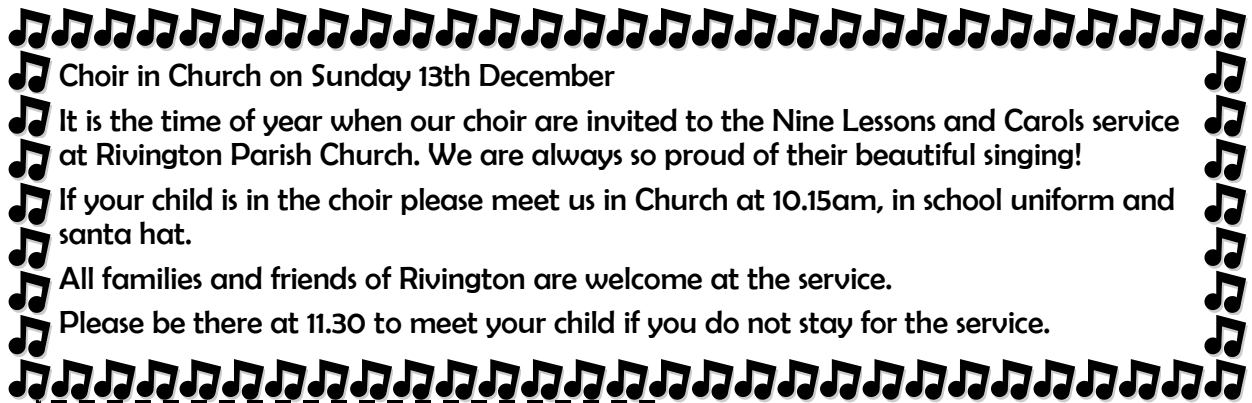 Choir in Church on Sunday 13th December
It is the time of year when our choir are invited to the Nine Lessons and Carols service
at Rivington Parish Church. We are always so proud of their beautiful singing!
If your child is in the choir please meet us in Church at 10.15am, in school uniform and
santa hat.
All families and friends of Rivington are welcome at the service.
Please be there at 11.30 to meet your child if you do not stay for the service.